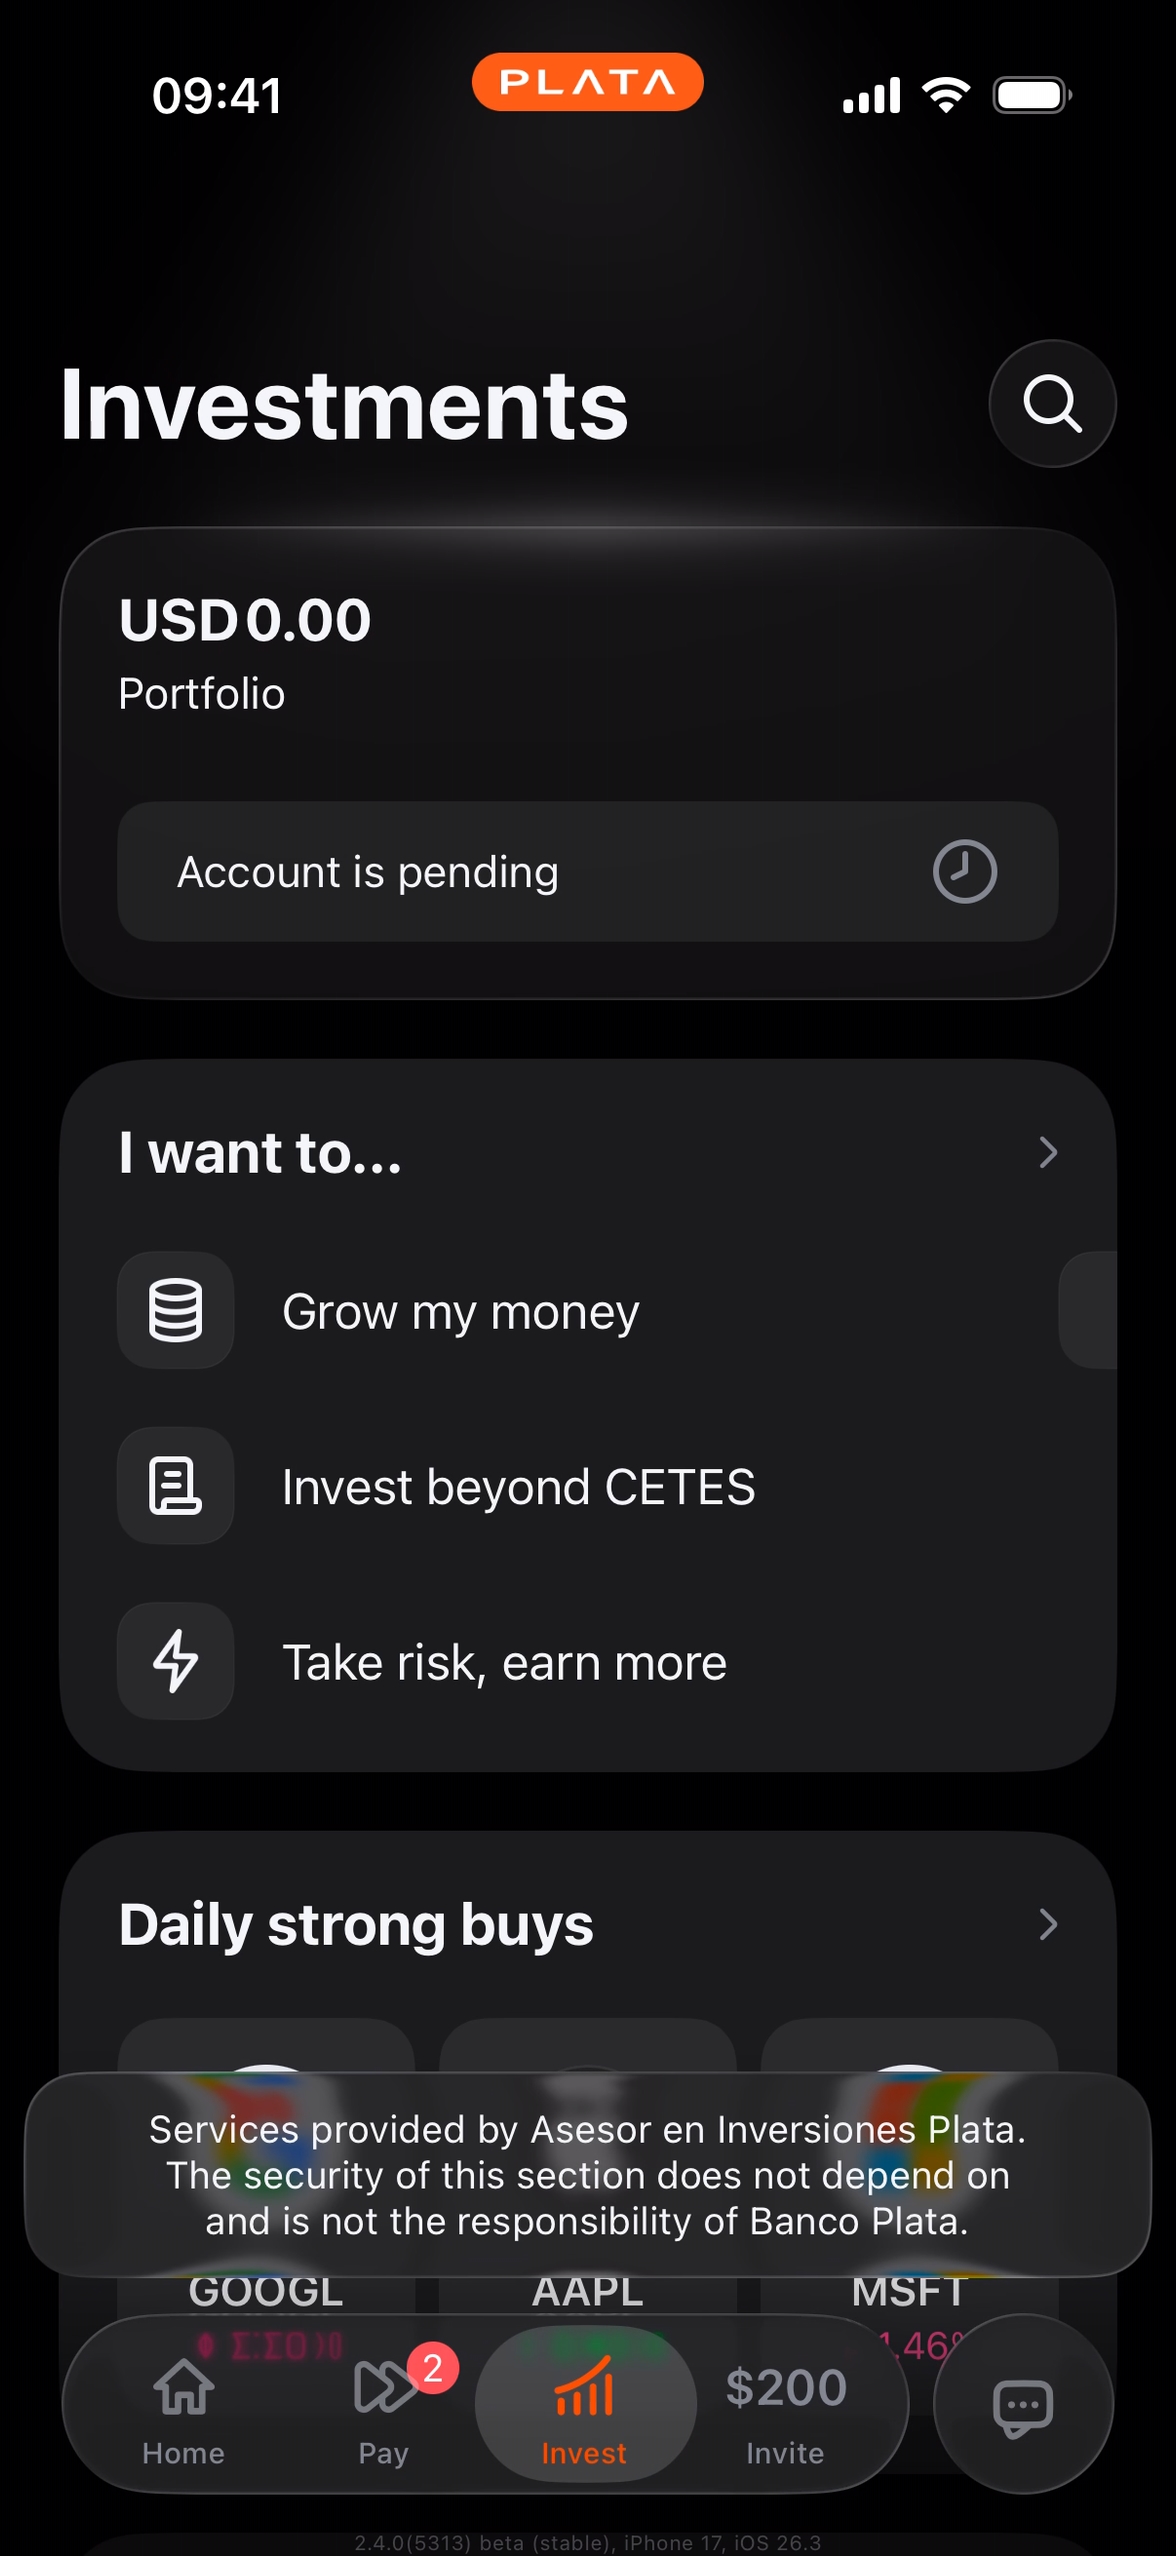 09:41
PLATA
Investments
USD 0.00
Portfolio
Account is pending
I want to...
Grow my money
Invest beyond CETES
Take risk, earn more
Daily strong buys
Services provided by Asesor en Inversiones Plata.
The security of this section does not depend on
and is not the responsibility of Banco Plata.
GOOGL
AAPL
MSFT
2
$200
Home
Pay
Invest
Invite
2.4.0(5313) beta (stable), iPhone 17, iOS 26.3